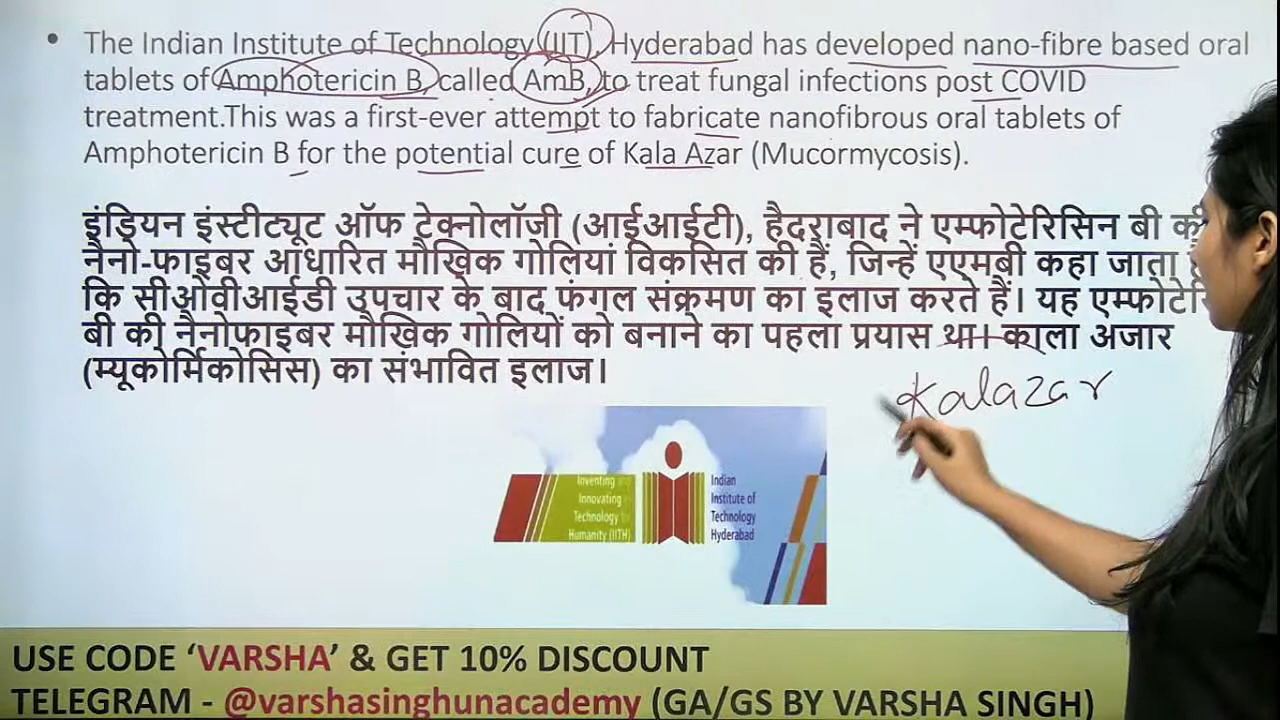 The Indian Institute of Technology (IIT), Hyderabad has developed nano-fibre based oral
tablets of Amphotericin B, called AmB, to treat fungal infections post COVID
treatment.This was a first-ever attempt to fabricate nanofibrous oral tablets of
Amphotericin B for the potential cure of Kala Azar (Mucormycosis).
इंडियन इंस्टीट्यूट ऑफ टेक्नोलॉजी (आईआईटी), हैदराबाद ने एम्फोटेरिसिन बी की
नैनो-फाइबर आधारित मौखिक गोलियां विकसित की हैं, जिन्हें एएमबी कहा जाता
कि सीओवीआईडी उपचार के बाद फंगल संक्रमण का इलाज करते हैं। यह
बी की नैनोफाइबर मौखिक गोलियों को बनाने का पहला प्रयास था। काला अजार
(म्यूकोर्मिकोसिस) का संभावित इलाज।
Kalazar
Inventing and
Innovating in
Technology for
Humanity (IITH)
Indian
Institute of
Technology
Hyderabad
USE CODE ‘VARSHA’ & GET 10% DISCOUNT
TELEGRAM - @varshasinghunacademy (GA/GS BY VARSHA SINGH)